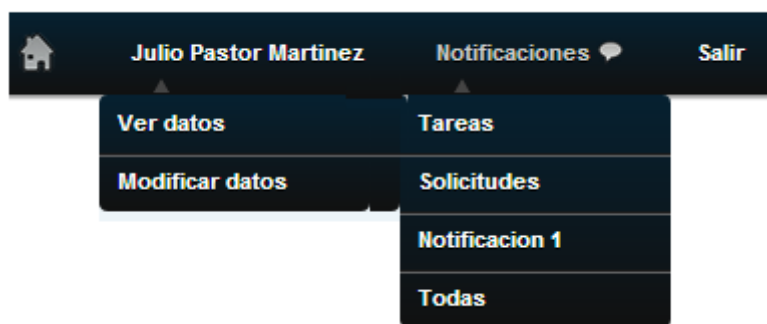 Julio Pastor Martinez Notificaciones Salir
Ver datos
Modificar datos
Tareas
Solicitudes
Notificacion 1
Todas